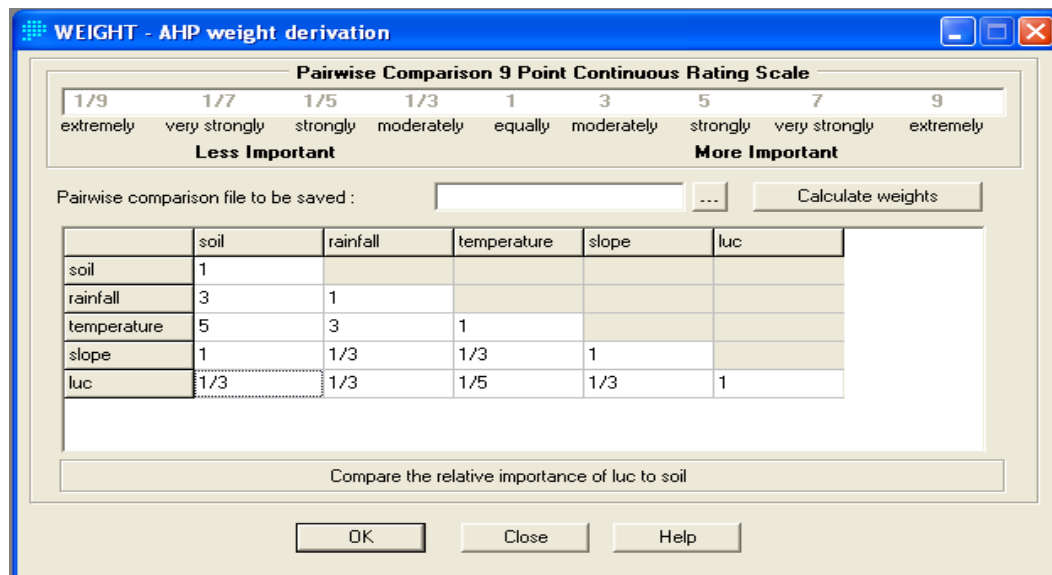 WEIGHT - AHP weight derivation
Pairwise Comparison 9 Point Continuous Rating Scale
1/9 1/7 1/5 1/3 1 3 5 7 9
extremely very strongly strongly moderately equally moderately strongly very strongly extremely
Less Important More Important
Pairwise comparison file to be saved : ... Calculate weights
soil rainfall temperature slope luc
soil 1
rainfall 3 1
temperature 5 3 1
slope 1 1/3 1/3 1
luc 1/3 1/3 1/5 1/3 1
Compare the relative importance of luc to soil
OK Close Help